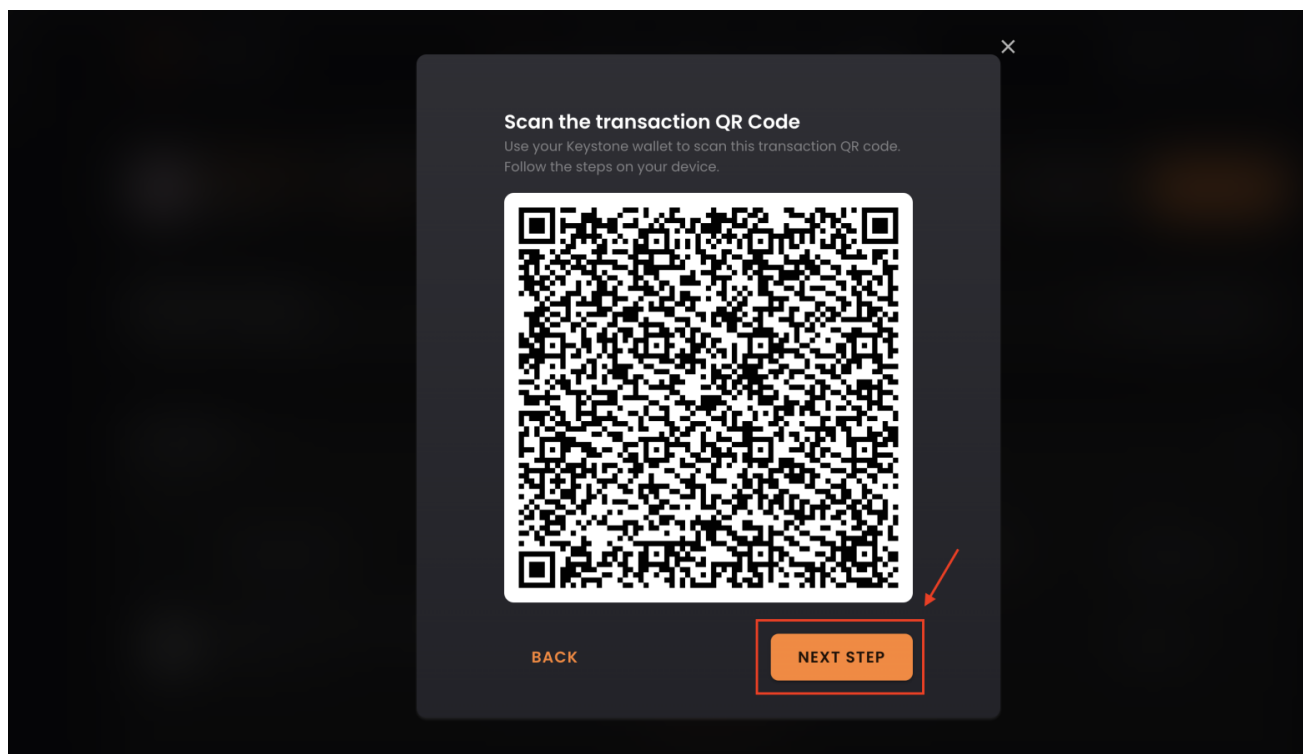 Scan the transaction QR Code
Use your Keystone wallet to scan this transaction QR code.
Follow the steps on your device.
BACK
NEXT STEP